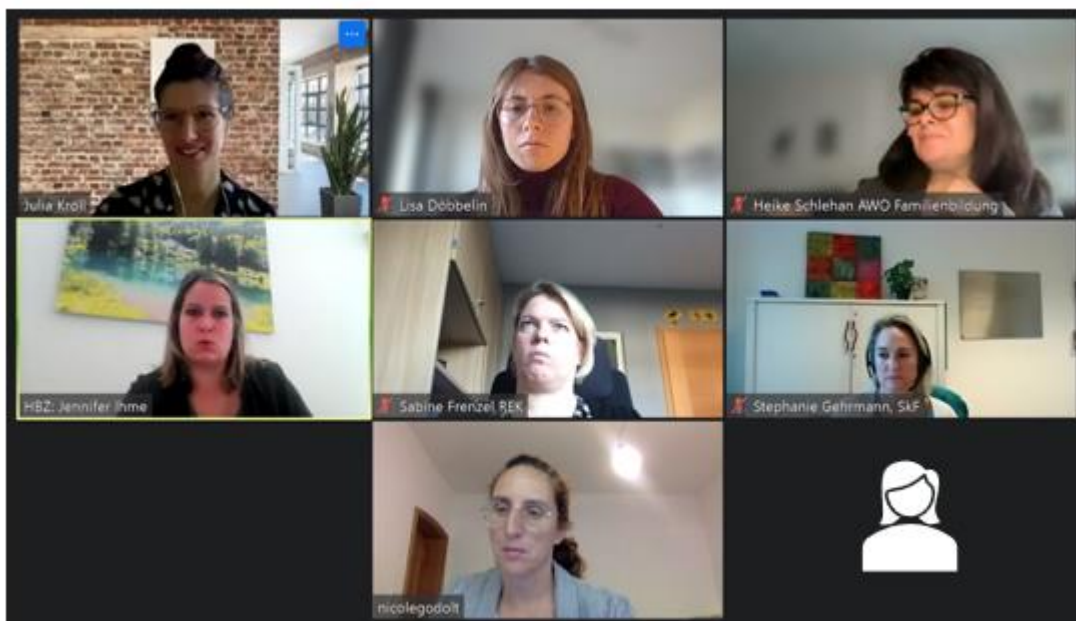 Julia Kroll
Lisa Döbbelin
Heike Schlehan AWO Familienbildung
HBZ: Jennifer Ihme
Sabine Frenzel REK
Stephanie Gehrmann, SkF
nicolegodolt